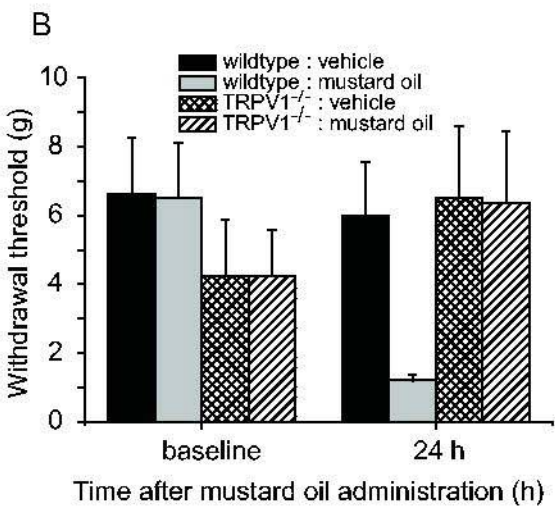 B
wildtype : vehicle
wildtype : mustard oil
TRPV1-/- : vehicle
TRPV1-/- : mustard oil
Withdrawal threshold (g)
10
8
6
4
2
0
baseline 24 h
Time after mustard oil administration (h)